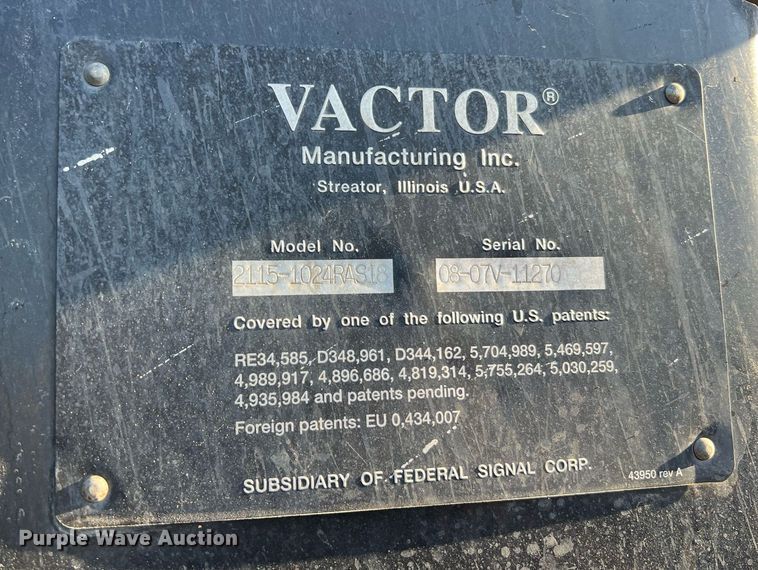 VACTOR®
Manufacturing Inc.
Streator, Illinois U.S.A.
Model No. Serial No.
2115-1024RAS18 08-07V-11270
Covered by one of the following U.S. patents:
RE34,585, D348,961, D344,162, 5,704,989, 5,469,597,
4,989,917, 4,896,686, 4,819,314, 5,755,264, 5,030,259,
4,935,984 and patents pending.
Foreign patents: EU 0,434,007
SUBSIDIARY OF FEDERAL SIGNAL CORP.
43950 rev A
Purple Wave Auction